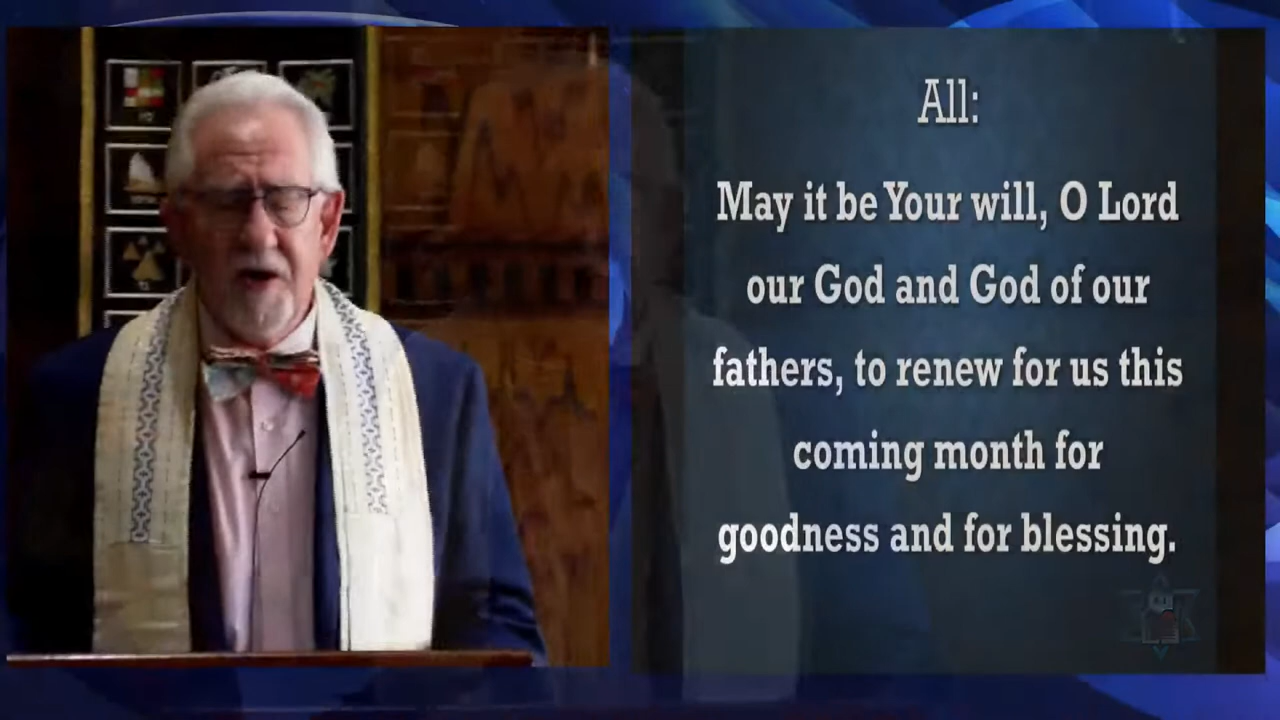 All:
May it be Your will, O Lord
our God and God of our
fathers, to renew for us this
coming month for
goodness and for blessing.